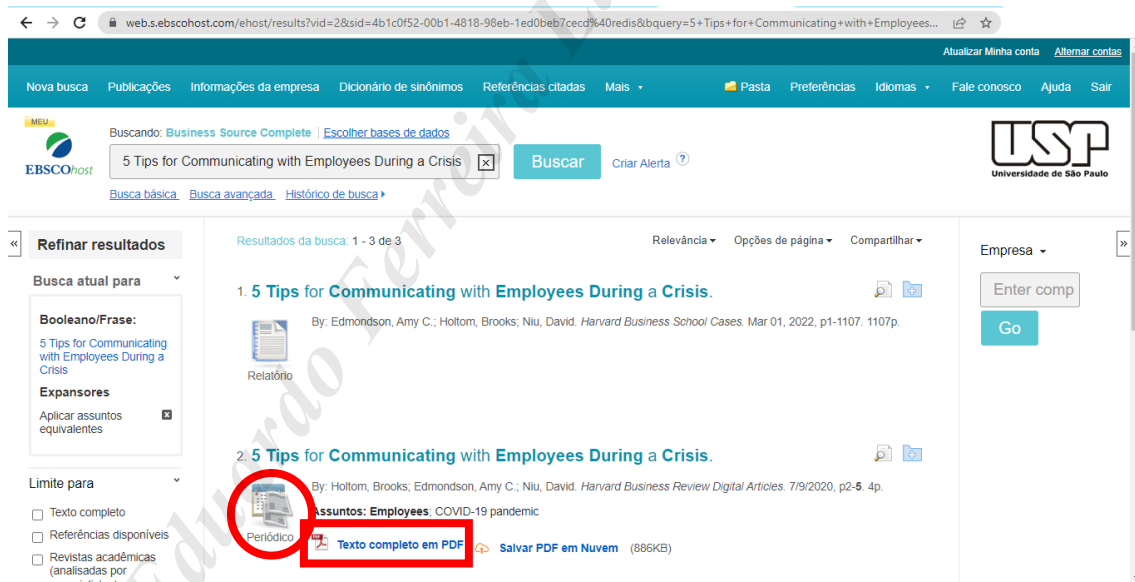 web.s.ebscohost.com/ehost/results?vid=2&sid=4b1c0f52-00b1-4818-98eb-1ed0beb7cecd%40redis&bquery=5+Tips+for+Communicating+with+Employees...
Atualizar Minha conta Alternar contas
Nova busca Publicações Informações da empresa Dicionário de sinônimos Referências citadas Mais Pasta Preferências Idiomas Fale conosco Ajuda Sair
MEU
EBSCOhost
Buscando: Business Source Complete | Escolher bases de dados
5 Tips for Communicating with Employees During a Crisis
Buscar Criar Alerta ?
Busca básica Busca avançada Histórico de busca
USP
Universidade de São Paulo
« Refinar resultados
Busca atual para
Booleano/Frase:
5 Tips for Communicating
with Employees During a
Crisis
Expansores
Aplicar assuntos
equivalentes
Limite para
Texto completo
Referências disponíveis
Revistas acadêmicas
(analisadas por
Resultados da busca: 1 - 3 de 3 Relevância Opções de página Compartilhar
1. 5 Tips for Communicating with Employees During a Crisis.
By: Edmondson, Amy C.; Holtom, Brooks; Niu, David. Harvard Business School Cases. Mar 01, 2022, p1-1107. 1107p.
Relatório
2. 5 Tips for Communicating with Employees During a Crisis.
By: Holtom, Brooks; Edmondson, Amy C.; Niu, David. Harvard Business Review Digital Articles. 7/9/2020, p2-5. 4p.
Assuntos: Employees; COVID-19 pandemic
Periódico
Texto completo em PDF Salvar PDF em Nuvem (886KB)
Empresa »
Enter comp
Go
Eduardo Ferreira